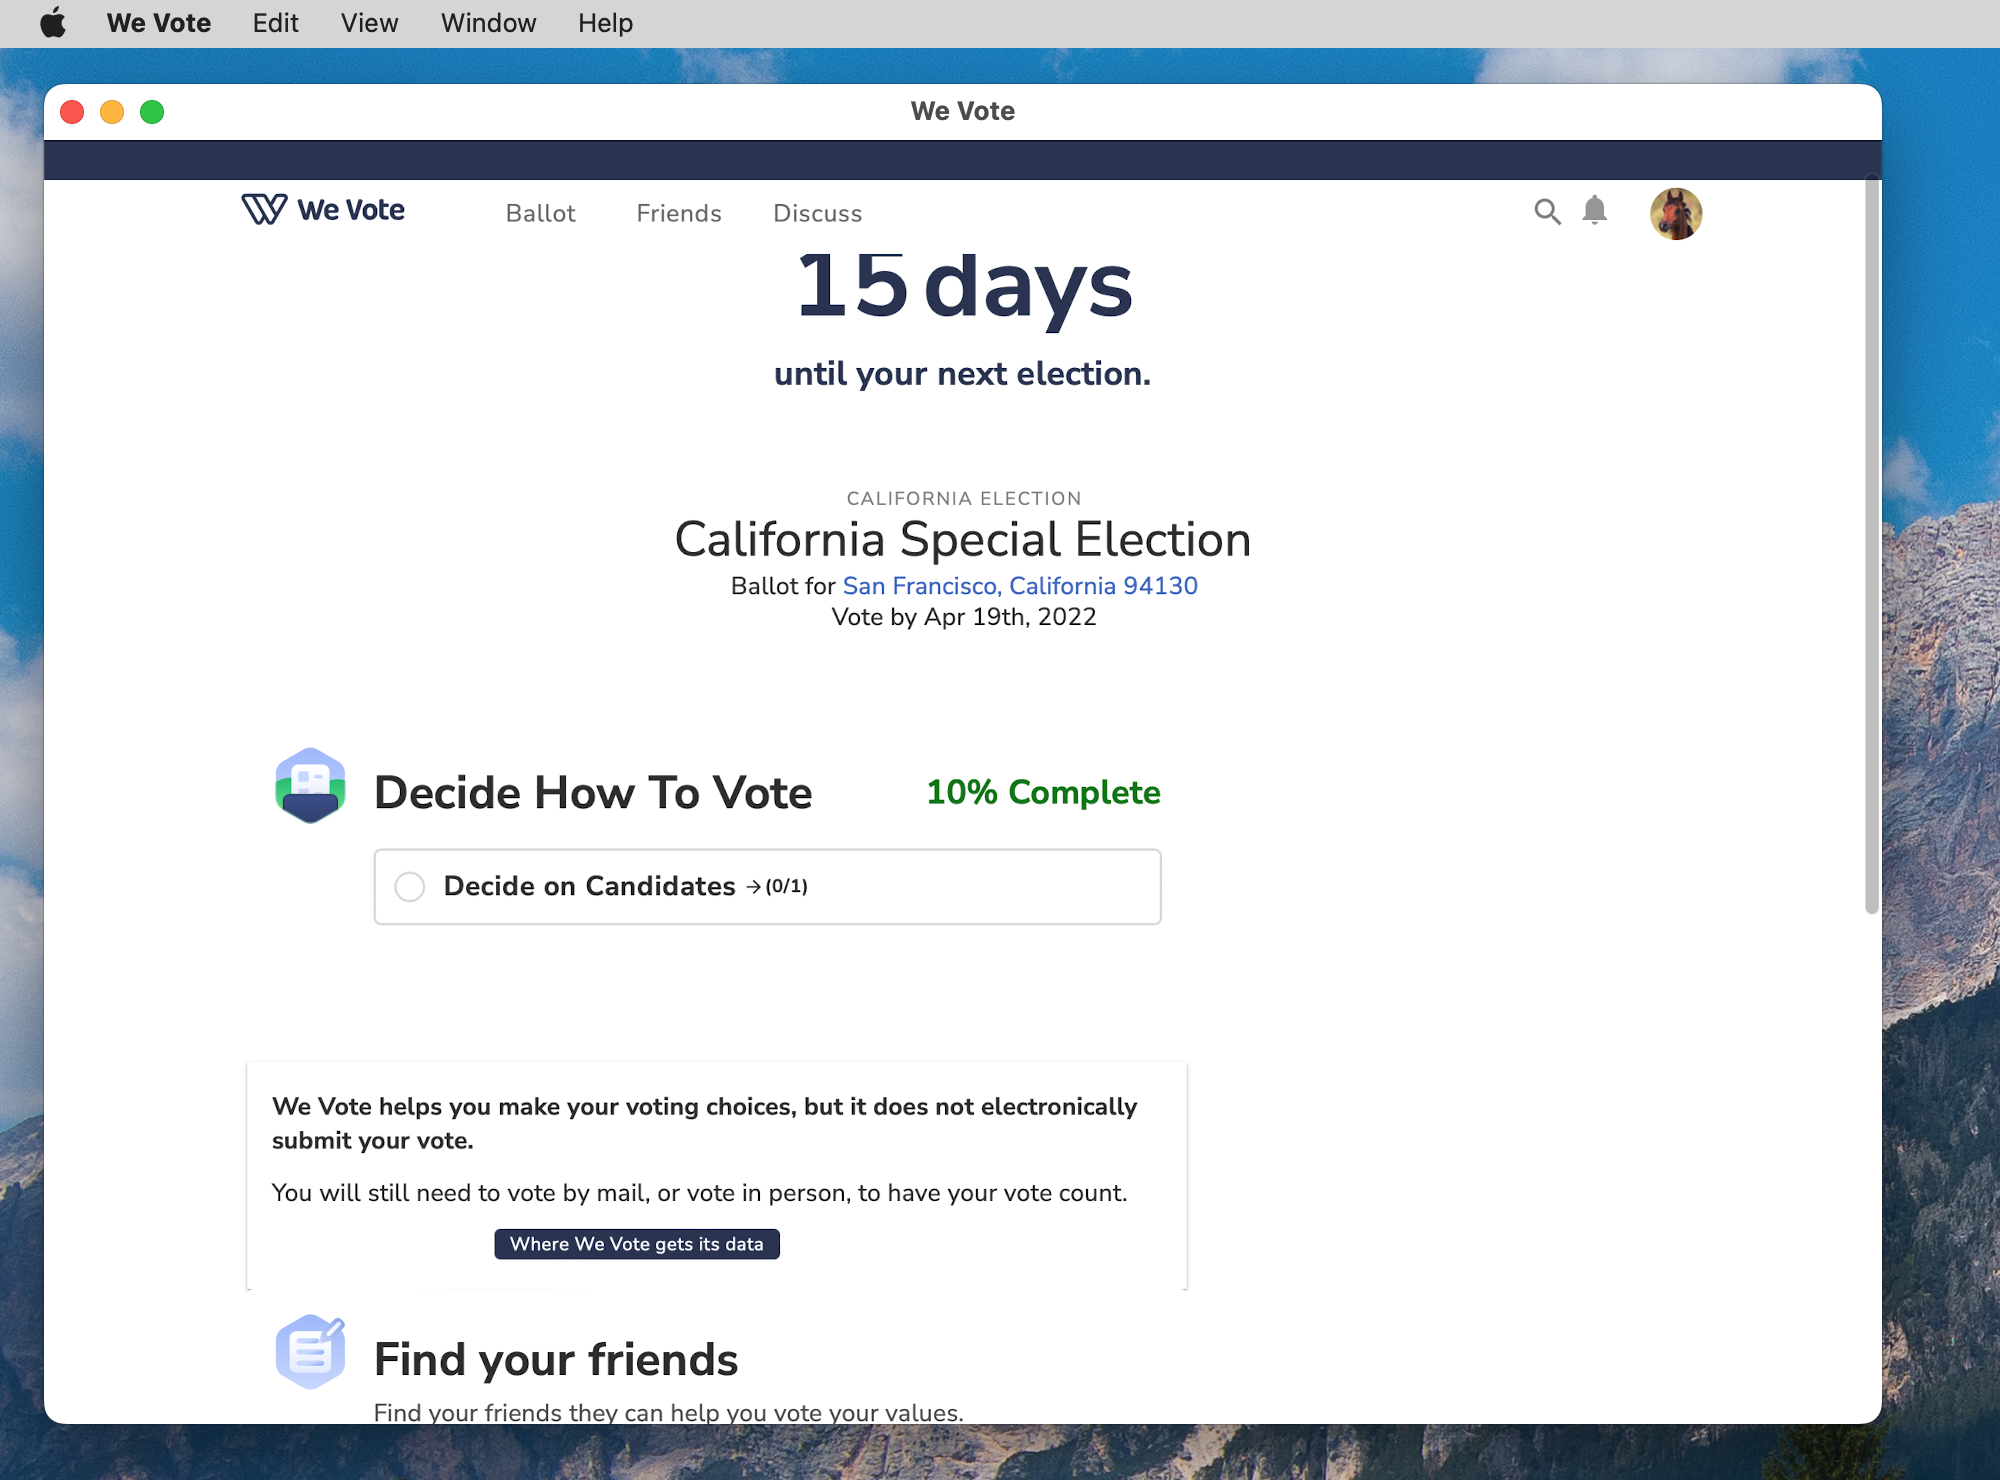 We Vote Edit View Window Help
We Vote
We Vote Ballot Friends Discuss
15 days
until your next election.
CALIFORNIA ELECTION
California Special Election
Ballot for San Francisco, California 94130
Vote by Apr 19th, 2022
Decide How To Vote 10% Complete
Decide on Candidates → (0/1)
We Vote helps you make your voting choices, but it does not electronically
submit your vote.
You will still need to vote by mail, or vote in person, to have your vote count.
Where We Vote gets its data
Find your friends
Find your friends they can help you vote your values.